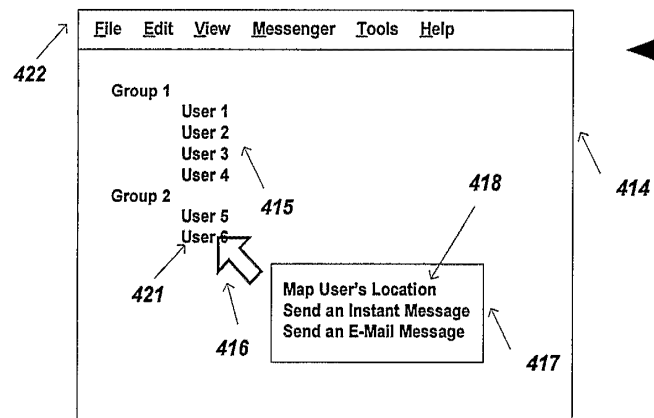 File Edit View Messenger Tools Help
422
Group 1
User 1
User 2
User 3
User 4
415
418
414
Group 2
User 5
User 6
421
416
Map User's Location
Send an Instant Message
Send an E-Mail Message
417